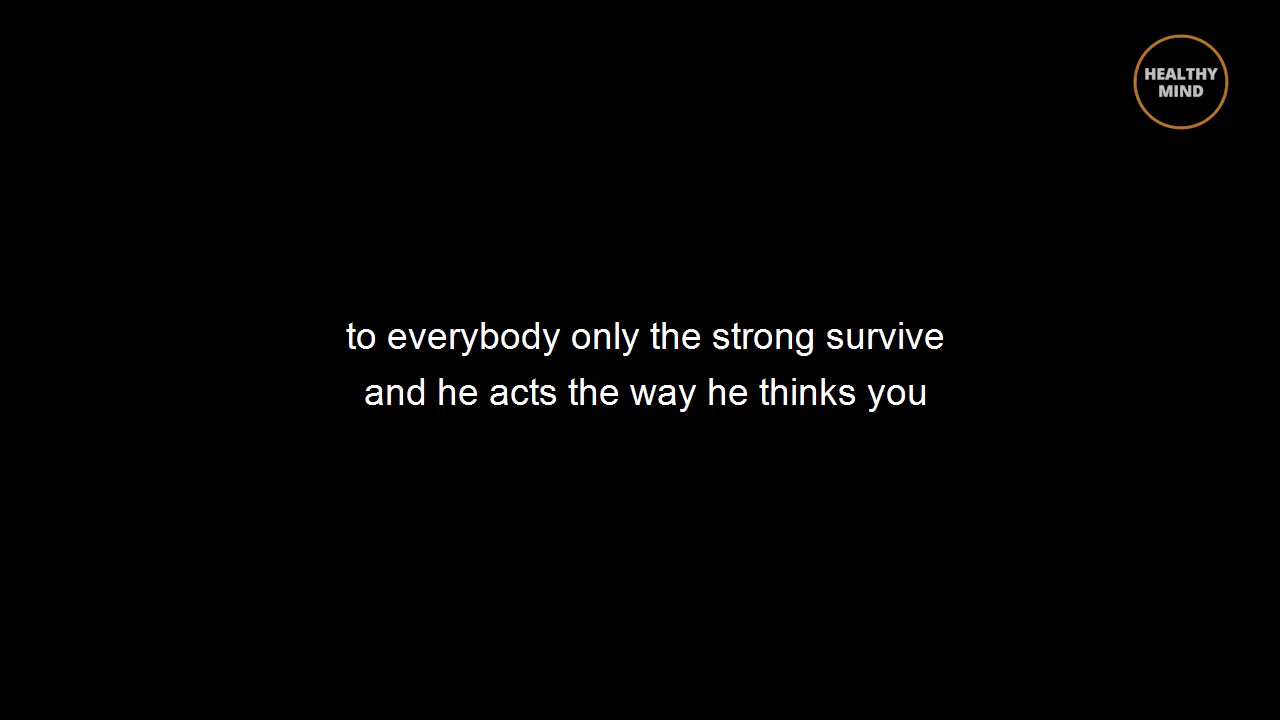 HEALTHY
MIND
to everybody only the strong survive
and he acts the way he thinks you